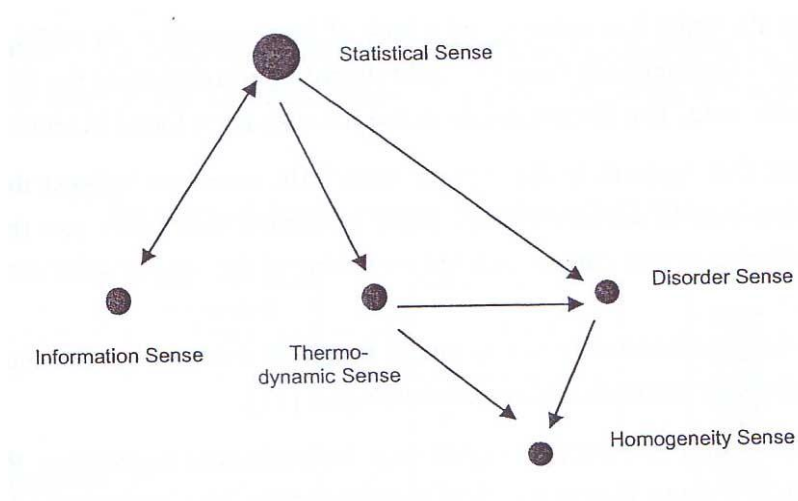 Statistical Sense
Disorder Sense
Information Sense
Thermo-
dynamic Sense
Homogeneity Sense